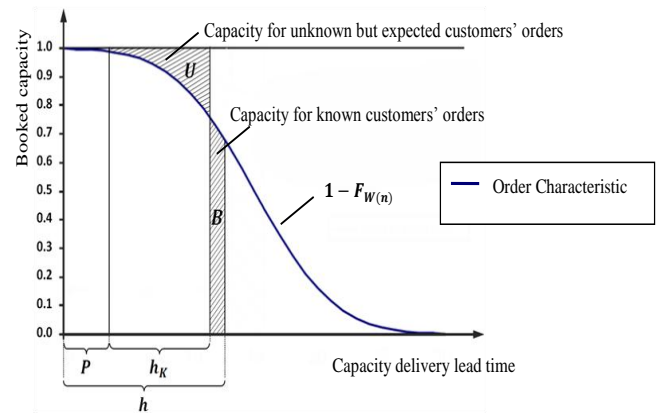 Capacity for unknown but expected customers' orders
Booked capacity
1.0
0.9
0.8
0.7
0.6
0.5
0.4
0.3
0.2
0.1
0.0
U
Capacity for known customers' orders
B
1 − F_W(n)
Order Characteristic
P
h_K
h
Capacity delivery lead time